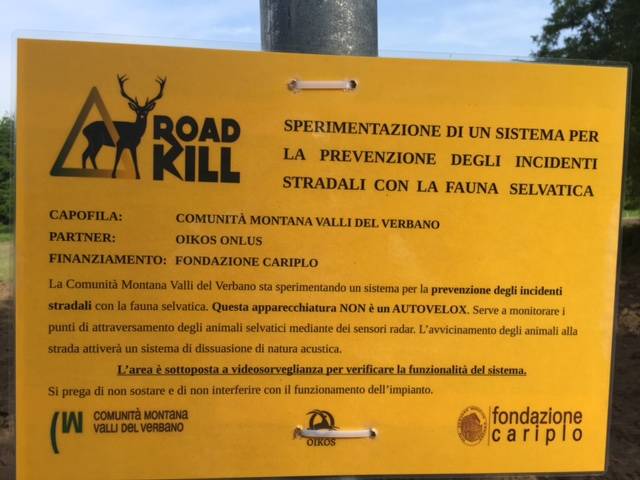 ROAD
KILL
SPERIMENTAZIONE DI UN SISTEMA PER
LA PREVENZIONE DEGLI INCIDENTI
STRADALI CON LA FAUNA SELVATICA
CAPOFILA: COMUNITÀ MONTANA VALLI DEL VERBANO
PARTNER: OIKOS ONLUS
FINANZIAMENTO: FONDAZIONE CARIPLO
La Comunità Montana Valli del Verbano sta sperimentando un sistema per la prevenzione degli incidenti
stradali con la fauna selvatica. Questa apparecchiatura NON è un AUTOVELOX. Serve a monitorare i
punti di attraversamento degli animali selvatici mediante dei sensori radar. L'avvicinamento degli animali alla
strada attiverà un sistema di dissuasione di natura acustica.
L'area è sottoposta a videosorveglianza per verificare la funzionalità del sistema.
Si prega di non sostare e di non interferire con il funzionamento dell'impianto.
COMUNITÀ MONTANA
VALLI DEL VERBANO
OIKOS
fondazione
cariplo